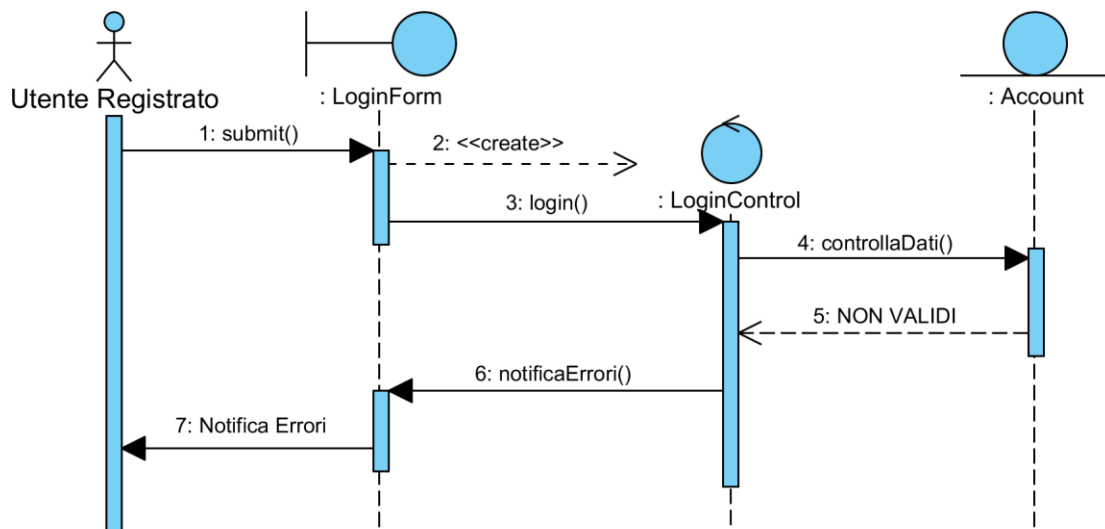 Utente Registrato
: LoginForm
: Account
1: submit()
2: <<create>>
: LoginControl
3: login()
4: controllaDati()
5: NON VALIDI
6: notificaErrori()
7: Notifica Errori